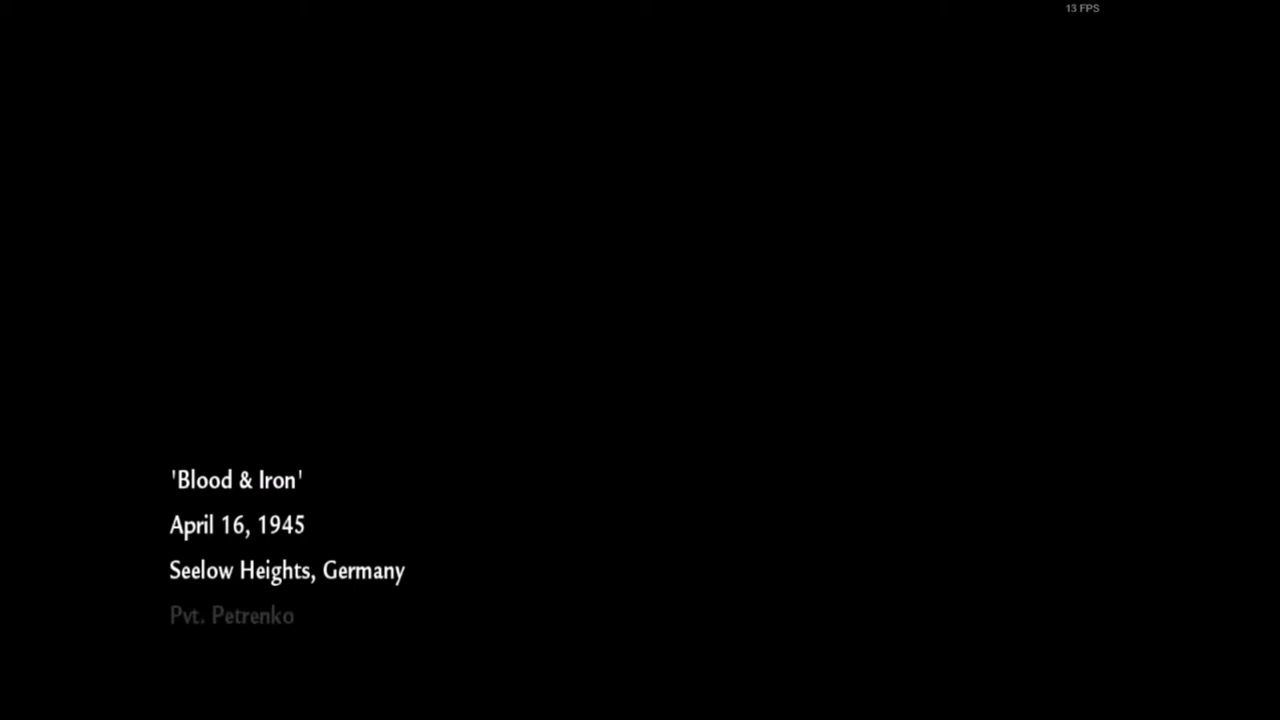 13 FPS
'Blood & Iron'
April 16, 1945
Seelow Heights, Germany
Pvt. Petrenko